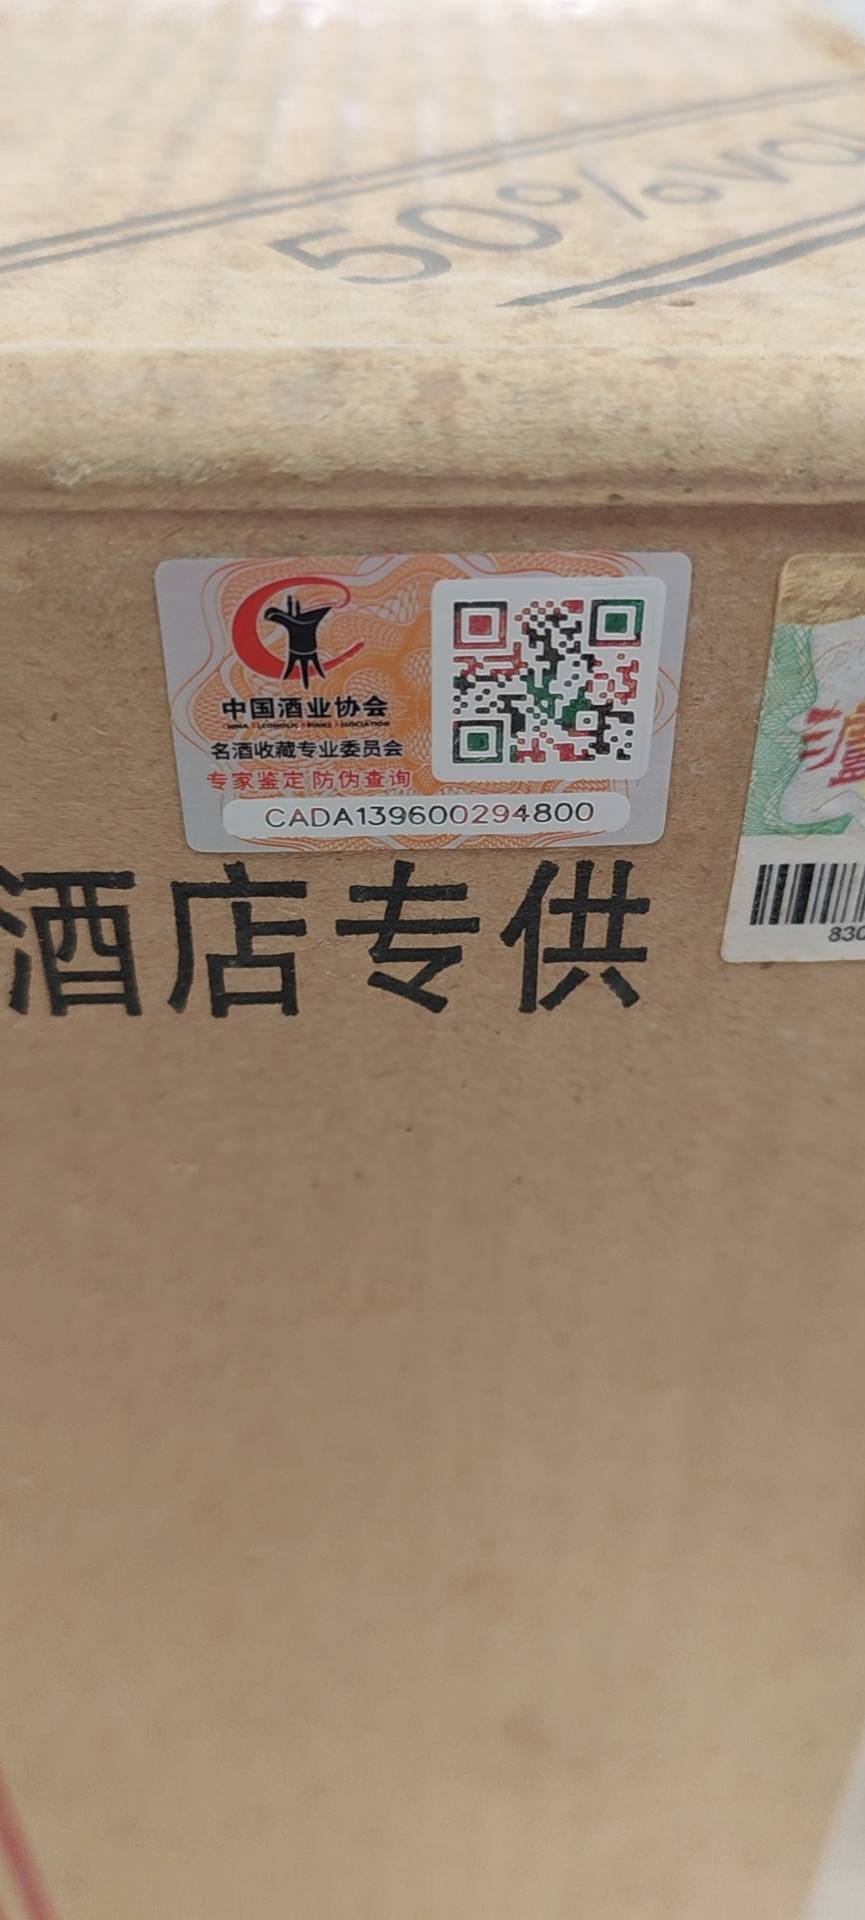 50%vol
中国酒业协会
名酒收藏专业委员会
专家鉴定 防伪查询
CADA139600294800
酒店专供
830